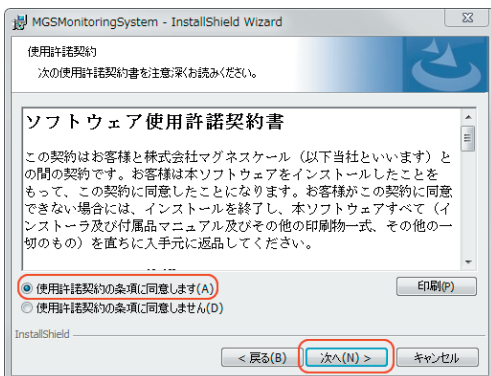 MGSMonitoringSystem - InstallShield Wizard
使用許諾契約
次の使用許諾契約書を注意深くお読みください。
ソフトウェア使用許諾契約書
この契約はお客様と株式会社マグネスケール（以下当社といいます）と
の間の契約です。お客様は本ソフトウェアをインストールしたことを
もって、この契約に同意したことになります。お客様がこの契約に同意
できない場合には、インストールを終了し、本ソフトウェアすべて（イ
ンストーラ及び付属品マニュアル及びその他の印刷物一式、その他の一
切のもの）を直ちに入手元に返品してください。
使用許諾契約の条項に同意します(A)
印刷(P)
使用許諾契約の条項に同意しません(D)
InstallShield
< 戻る(B)
次へ(N) >
キャンセル